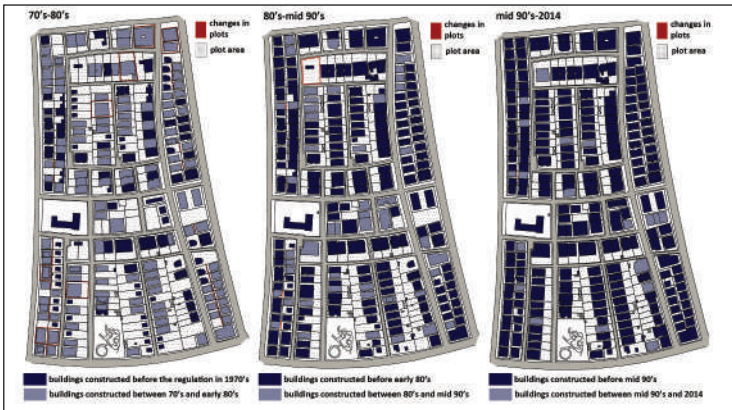 70's-80's
changes in
plots
plot area
buildings constructed before the regulation in 1970's
buildings constructed between 70's and early 80's
80's-mid 90's
changes in
plots
plot area
buildings constructed before early 80's
buildings constructed between 80's and mid 90's
mid 90's-2014
changes in
plots
plot area
buildings constructed before mid 90's
buildings constructed between mid 90's and 2014